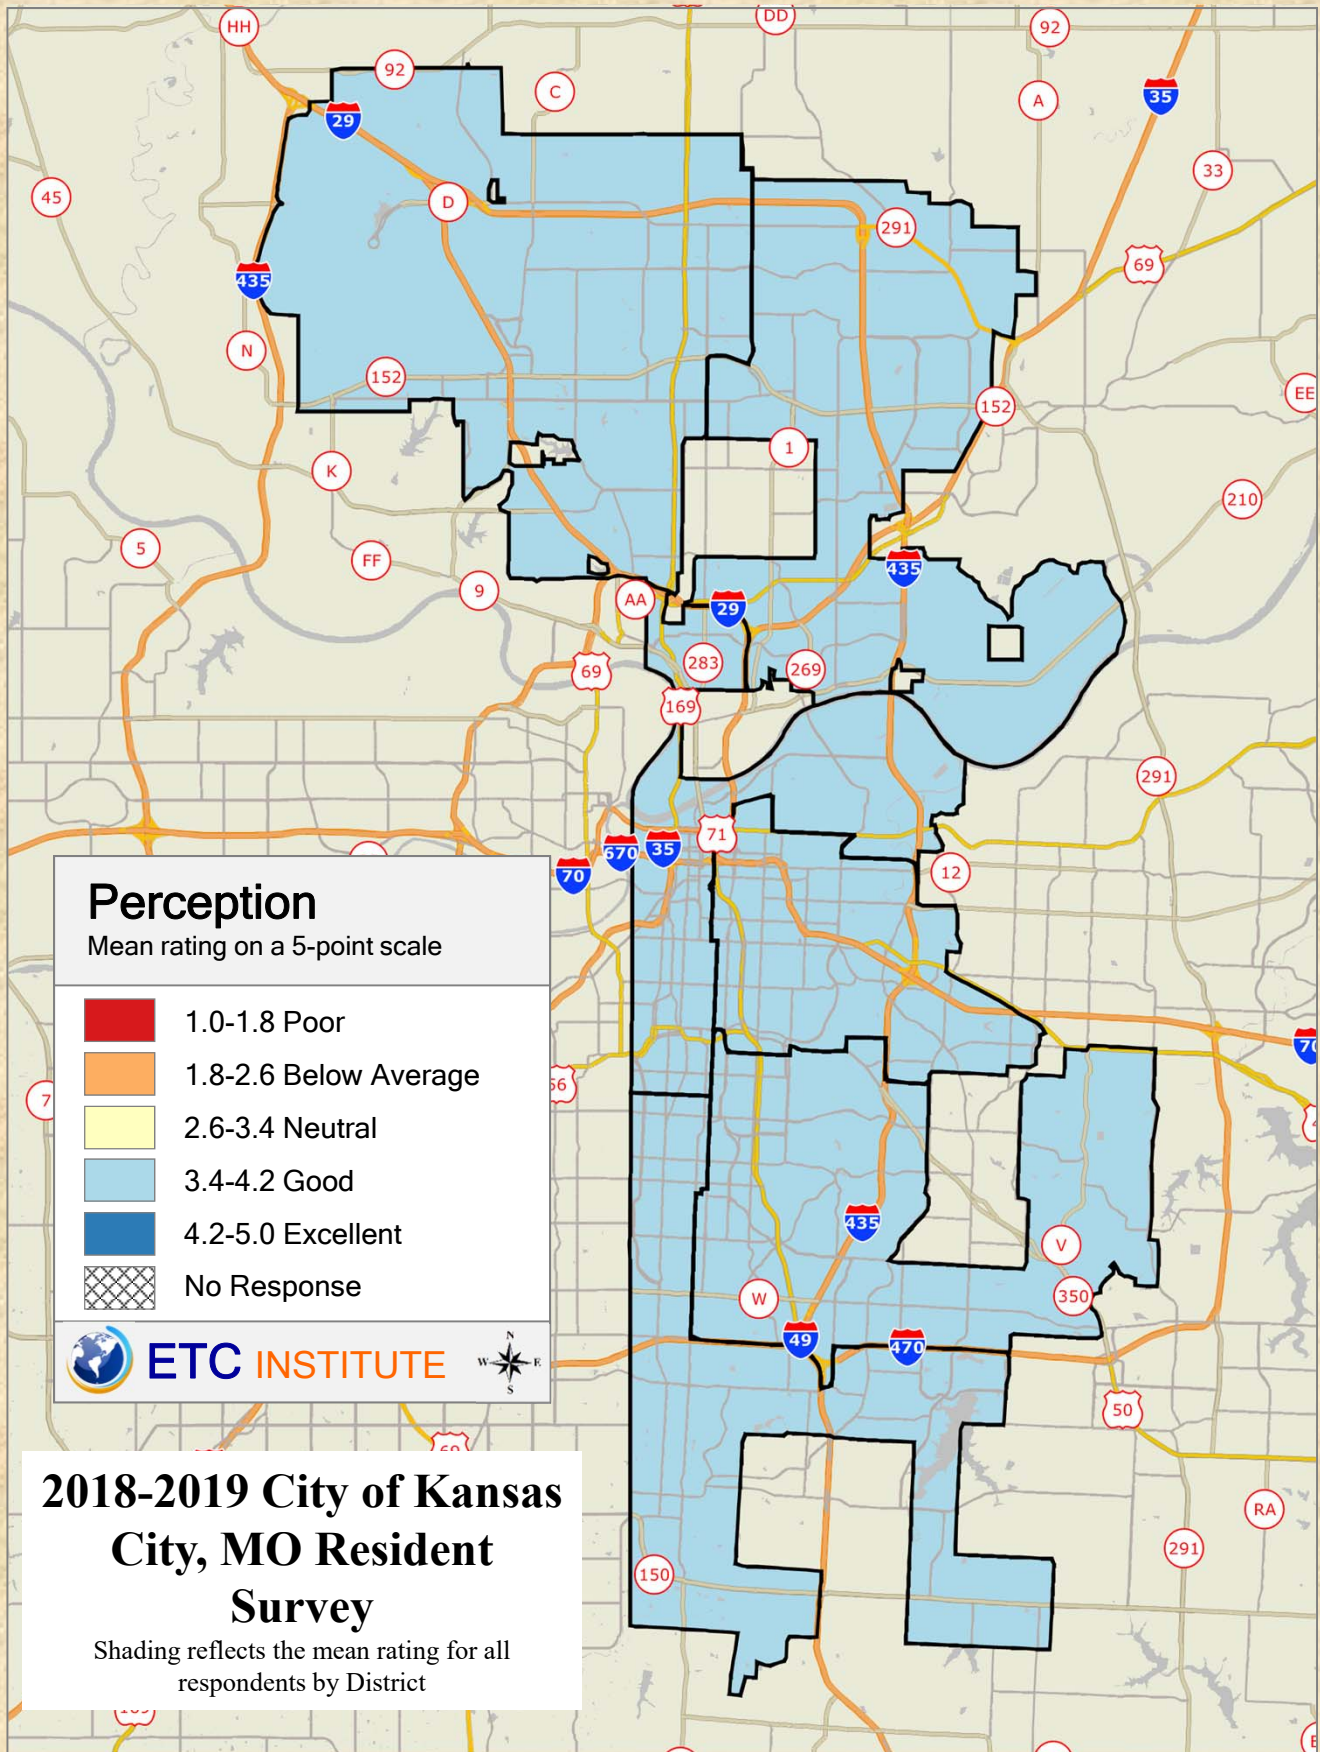 HH
DD
92
92
C
A
35
29
33
45
D
291
69
435
N
152
EE
152
1
K
210
5
FF
435
9
AA
29
283
269
69
169
291
71
670
35
70
12
Perception
Mean rating on a 5-point scale
1.0-1.8 Poor
1.8-2.6 Below Average
2.6-3.4 Neutral
3.4-4.2 Good
4.2-5.0 Excellent
No Response
70
7
435
V
W
350
49
470
ETC INSTITUTE
N
W
E
S
50
2018-2019 City of Kansas
City, MO Resident
Survey
Shading reflects the mean rating for all
respondents by District
RA
291
150